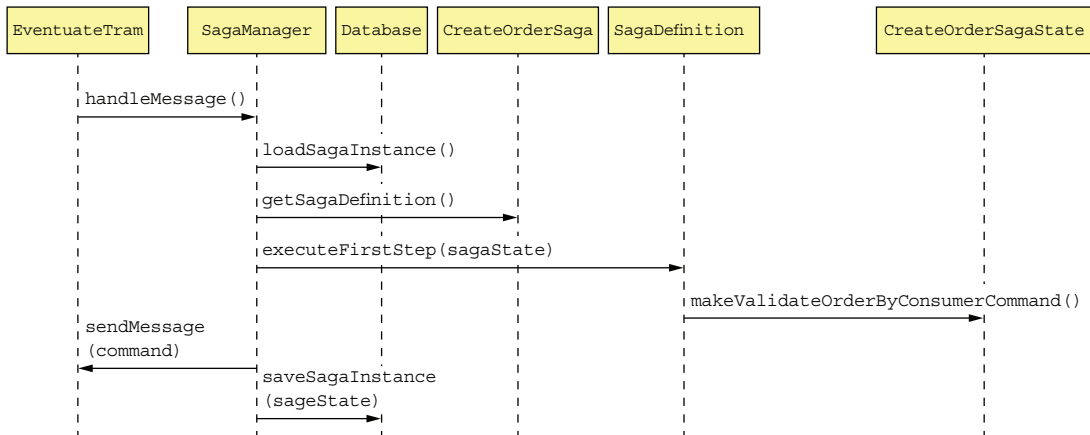 EventuateTram
SagaManager
Database
CreateOrderSaga
SagaDefinition
CreateOrderSagaState
handleMessage()
loadSagaInstance()
getSagaDefinition()
executeFirstStep(sagaState)
makeValidateOrderByConsumerCommand()
sendMessage
(command)
saveSagaInstance
(sageState)